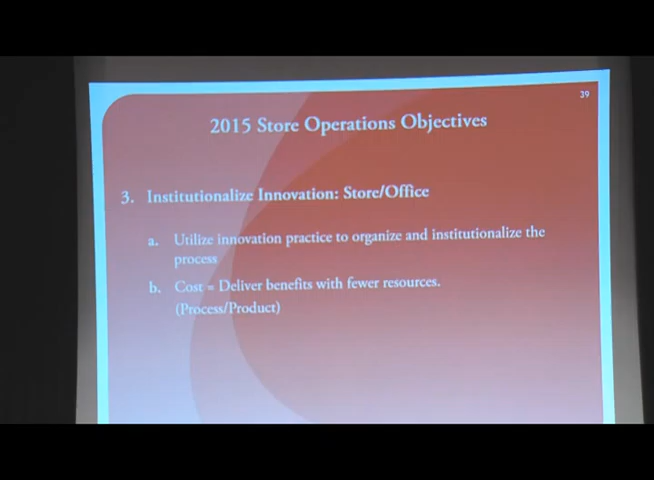 39
2015 Store Operations Objectives
3. Institutionalize Innovation: Store/Office
a. Utilize innovation practice to organize and institutionalize the
process
b. Cost = Deliver benefits with fewer resources.
(Process/Product)